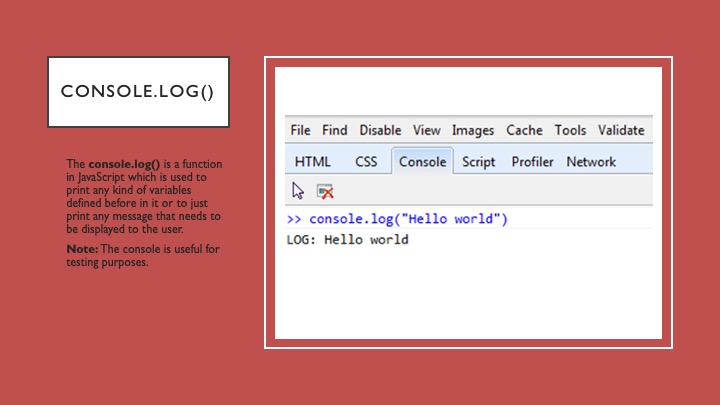 CONSOLE.LOG()
The console.log() is a function
in JavaScript which is used to
print any kind of variables
defined before in it or to just
print any message that needs to
be displayed to the user.
Note: The console is useful for
testing purposes.
File Find Disable View Images Cache Tools Validate
HTML CSS Console Script Profiler Network
>> console.log("Hello world")
LOG: Hello world